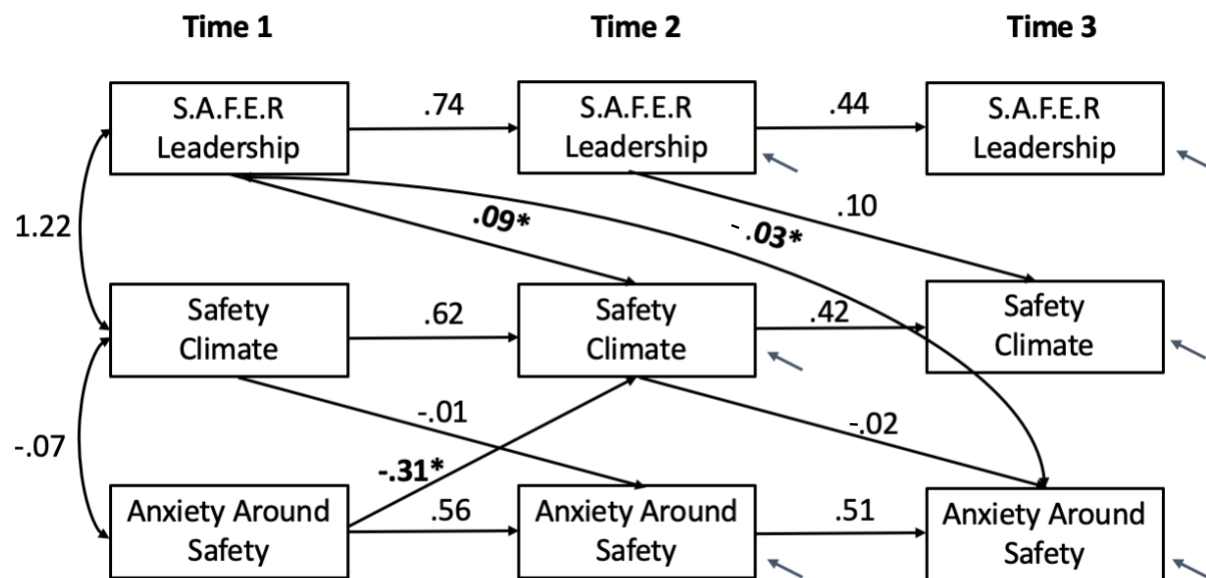 Time 1
Time 2
Time 3
S.A.F.E.R
Leadership
.74
S.A.F.E.R
Leadership
.44
S.A.F.E.R
Leadership
1.22
.09*
- .03*
.10
Safety
Climate
.62
Safety
Climate
.42
Safety
Climate
-.07
-.01
-.02
-.31*
Anxiety Around
Safety
.56
Anxiety Around
Safety
.51
Anxiety Around
Safety